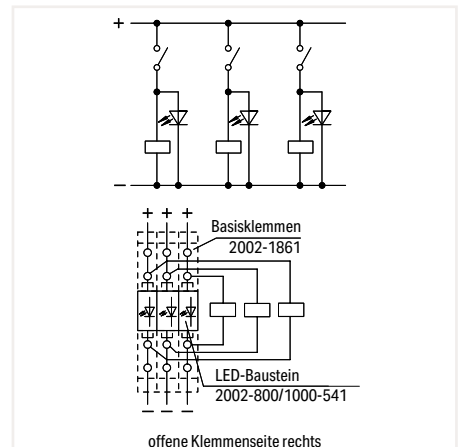 +
−
+ + +
Basisklemmen
2002-1861
LED-Baustein
2002-800/1000-541
− − −
offene Klemmenseite rechts